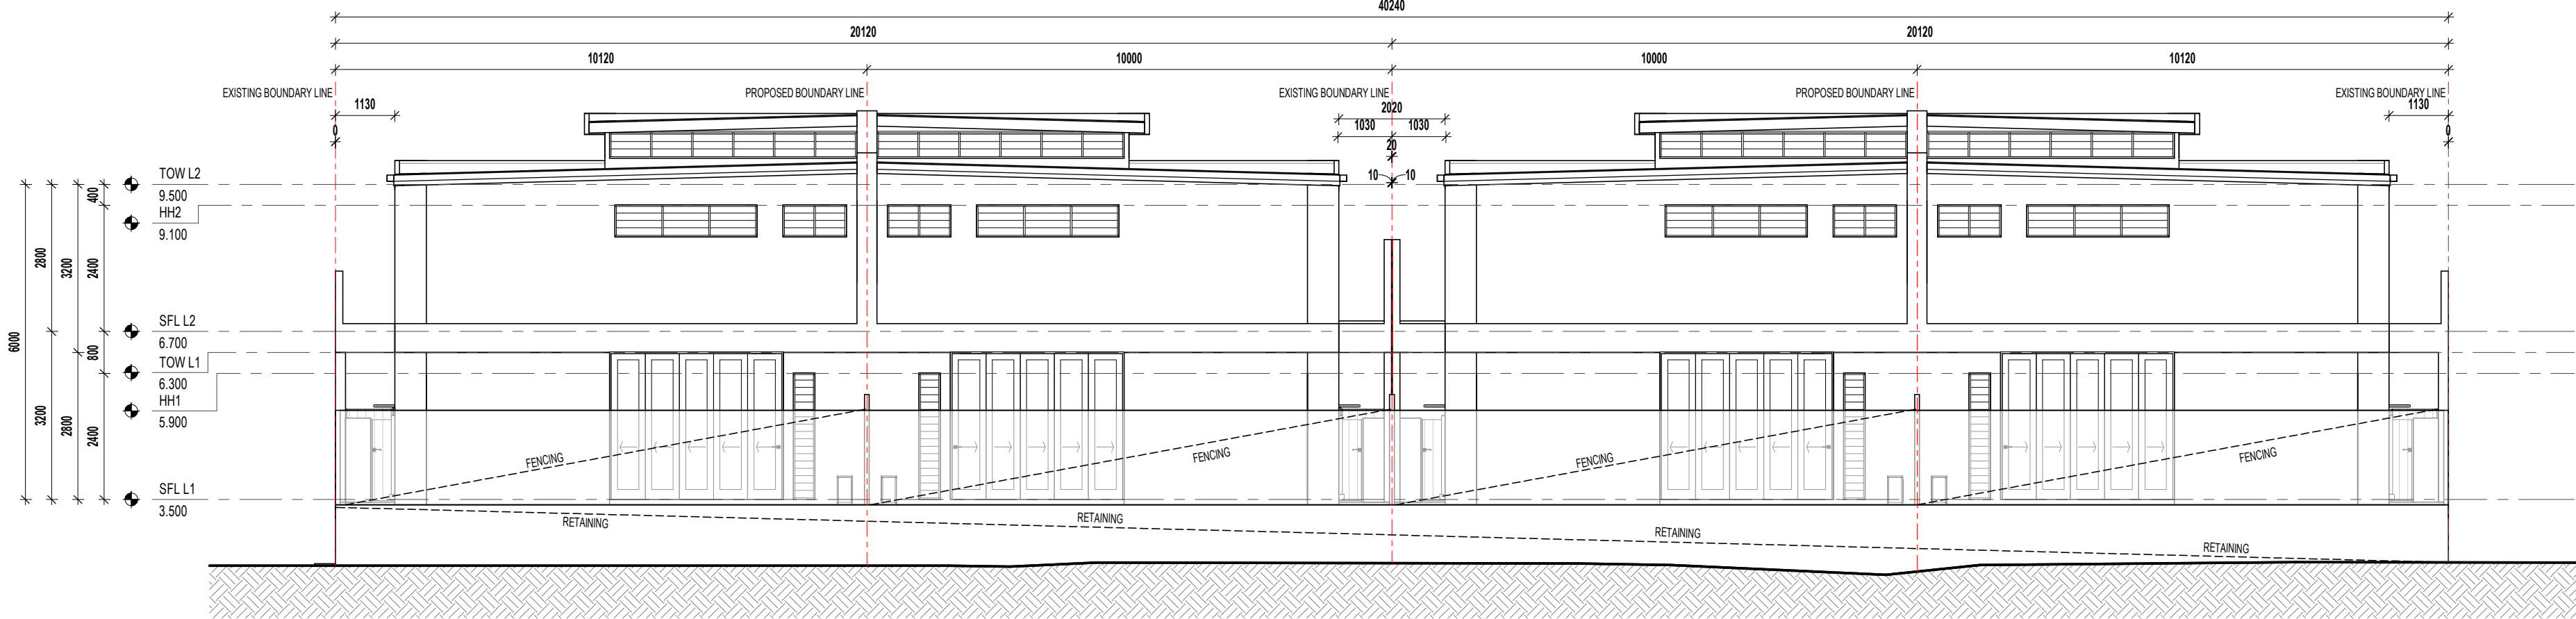 40240
20120
20120
10120
10000
10000
10120
EXISTING BOUNDARY LINE
PROPOSED BOUNDARY LINE
EXISTING BOUNDARY LINE
PROPOSED BOUNDARY LINE
EXISTING BOUNDARY LINE
1130
2020
1130
0
1030
1030
0
20
10
10
TOW L2
9.500
HH2
9.100
SFL L2
6.700
TOW L1
6.300
HH1
5.900
SFL L1
3.500
6000
2800
3200
3200
2800
400
2400
800
2400
FENCING
FENCING
FENCING
FENCING
RETAINING
RETAINING
RETAINING
RETAINING